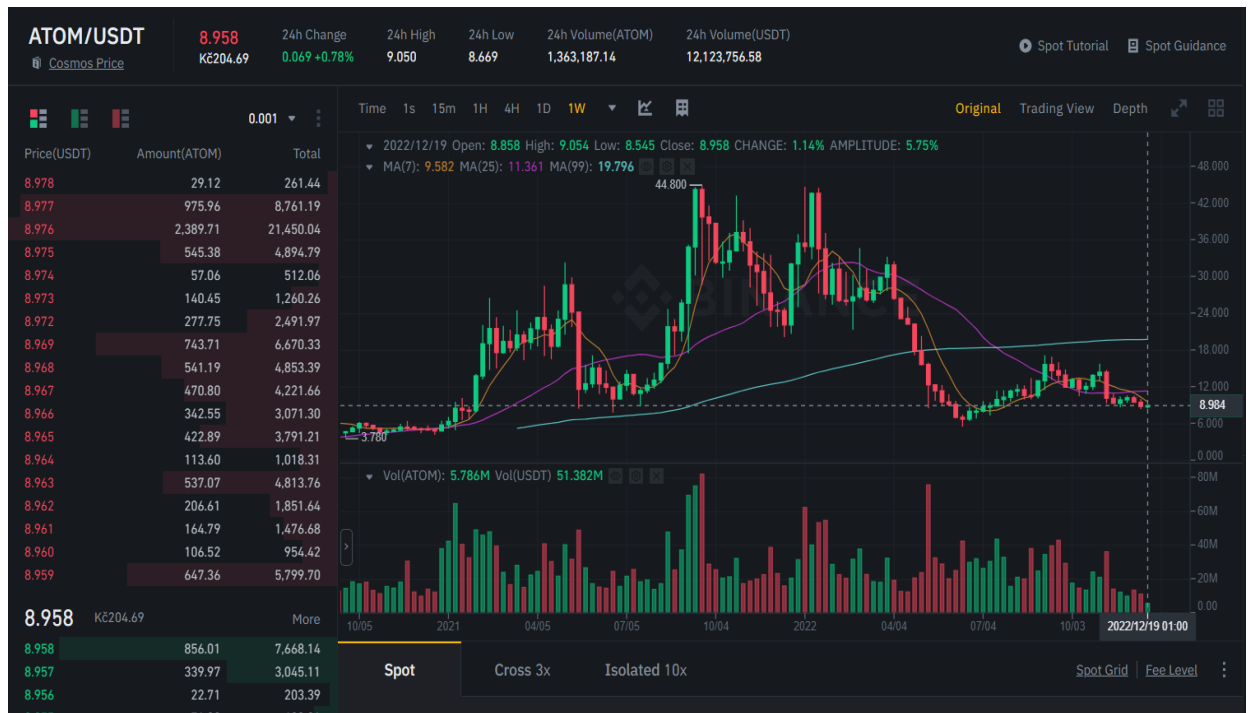 ATOM/USDT
Cosmos Price
8.958
Kč204.69
24h Change
0.069 +0.78%
24h High
9.050
24h Low
8.669
24h Volume(ATOM)
1,363,187.14
24h Volume(USDT)
12,123,756.58
Spot Tutorial
Spot Guidance
0.001
Price(USDT) Amount(ATOM) Total
8.978 29.12 261.44
8.977 975.96 8,761.19
8.976 2,389.71 21,450.04
8.975 545.38 4,894.79
8.974 57.06 512.06
8.973 140.45 1,260.26
8.972 277.75 2,491.97
8.969 743.71 6,670.33
8.968 541.19 4,853.39
8.967 470.80 4,221.66
8.966 342.55 3,071.30
8.965 422.89 3,791.21
8.964 113.60 1,018.31
8.963 537.07 4,813.76
8.962 206.61 1,851.64
8.961 164.79 1,476.68
8.960 106.52 954.42
8.959 647.36 5,799.70
8.958 Kč204.69 More
8.958 856.01 7,668.14
8.957 339.97 3,045.11
8.956 22.71 203.39
Time 1s 15m 1H 4H 1D 1W
Original Trading View Depth
2022/12/19 Open: 8.858 High: 9.054 Low: 8.545 Close: 8.958 CHANGE: 1.14% AMPLITUDE: 5.75%
MA(7): 9.582 MA(25): 11.361 MA(99): 19.796
44.800
3.780
48.000
42.000
36.000
30.000
24.000
18.000
12.000
8.984
6.000
0.000
Vol(ATOM): 5.786M Vol(USDT) 51.382M
80M
60M
40M
20M
0.00
10/05 2021 04/05 07/05 10/04 2022 04/04 07/04 10/03 2022/12/19 01:00
Spot Cross 3x Isolated 10x
Spot Grid Fee Level